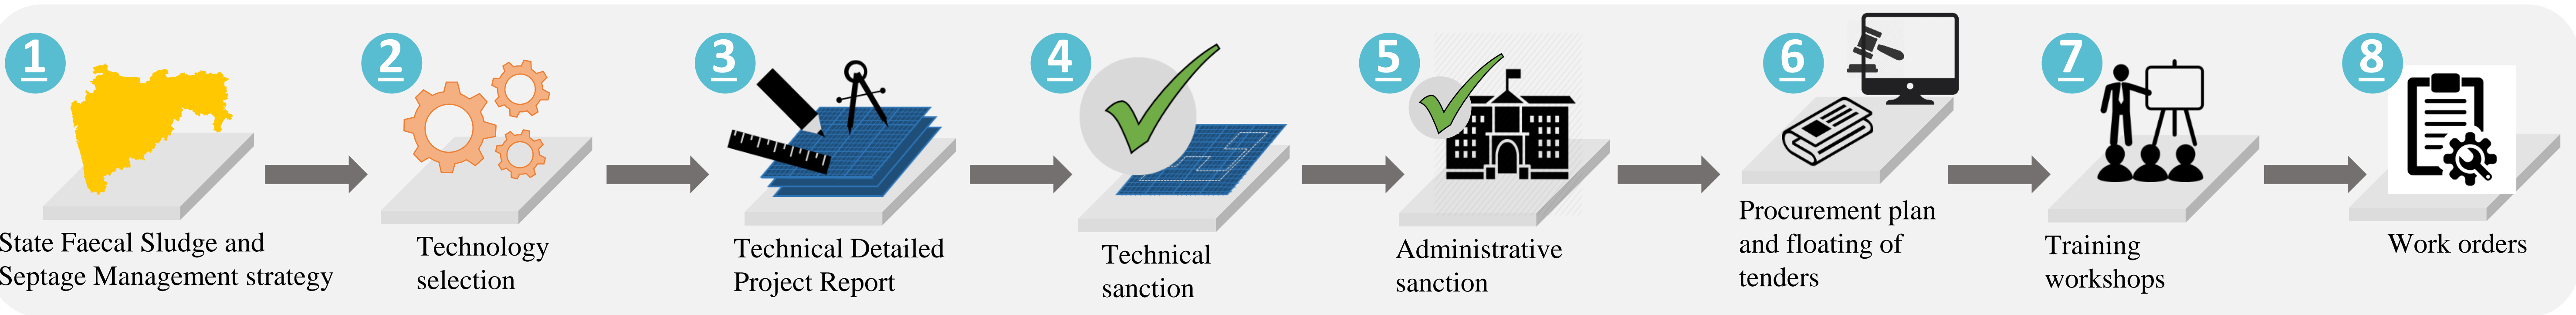 1
State Faecal Sludge and
Septage Management strategy
2
Technology
selection
3
Technical Detailed
Project Report
4
Technical
sanction
5
Administrative
sanction
6
Procurement plan
and floating of
tenders
7
Training
workshops
8
Work orders